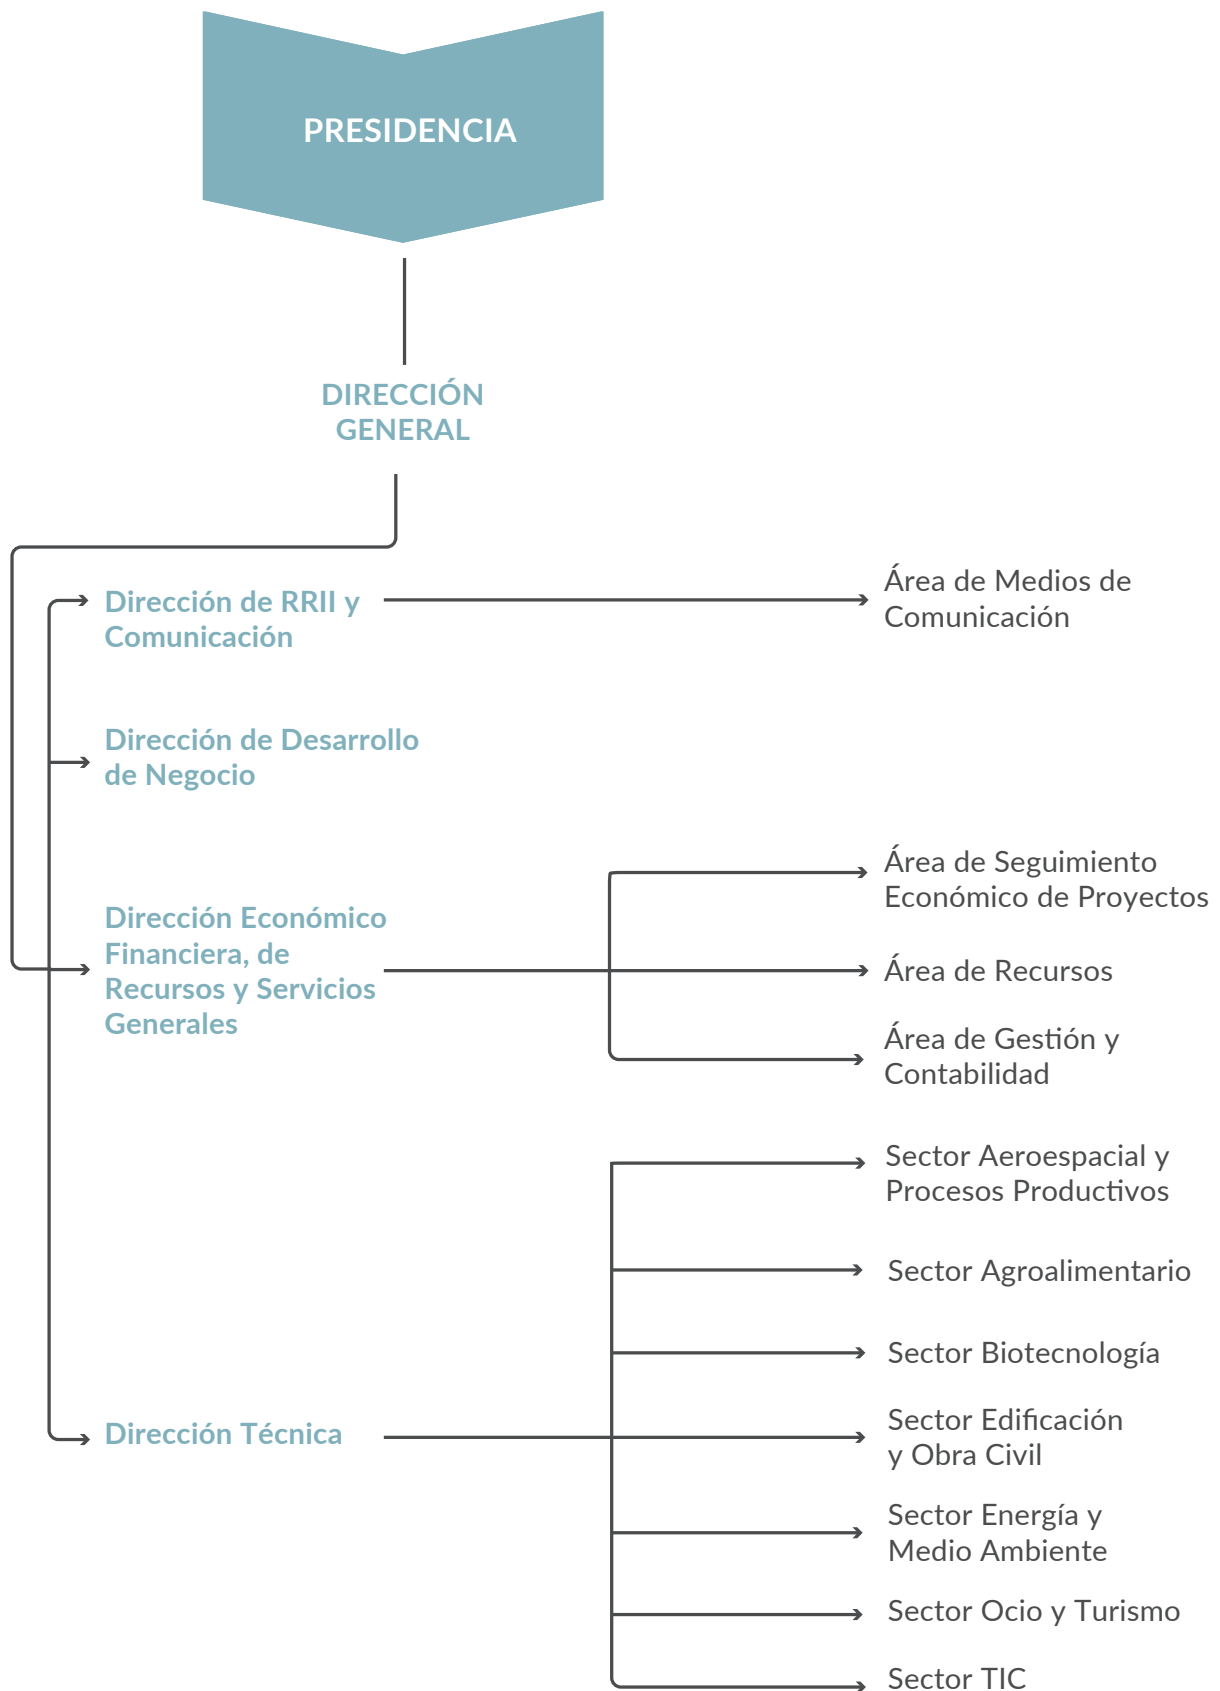 PRESIDENCIA
DIRECCIÓN
GENERAL
Dirección de RRII y
Comunicación
Área de Medios de
Comunicación
Dirección de Desarrollo
de Negocio
Dirección Económico
Financiera, de
Recursos y Servicios
Generales
Área de Seguimiento
Económico de Proyectos
Área de Recursos
Área de Gestión y
Contabilidad
Dirección Técnica
Sector Aeroespacial y
Procesos Productivos
Sector Agroalimentario
Sector Biotecnología
Sector Edificación
y Obra Civil
Sector Energía y
Medio Ambiente
Sector Ocio y Turismo
Sector TIC